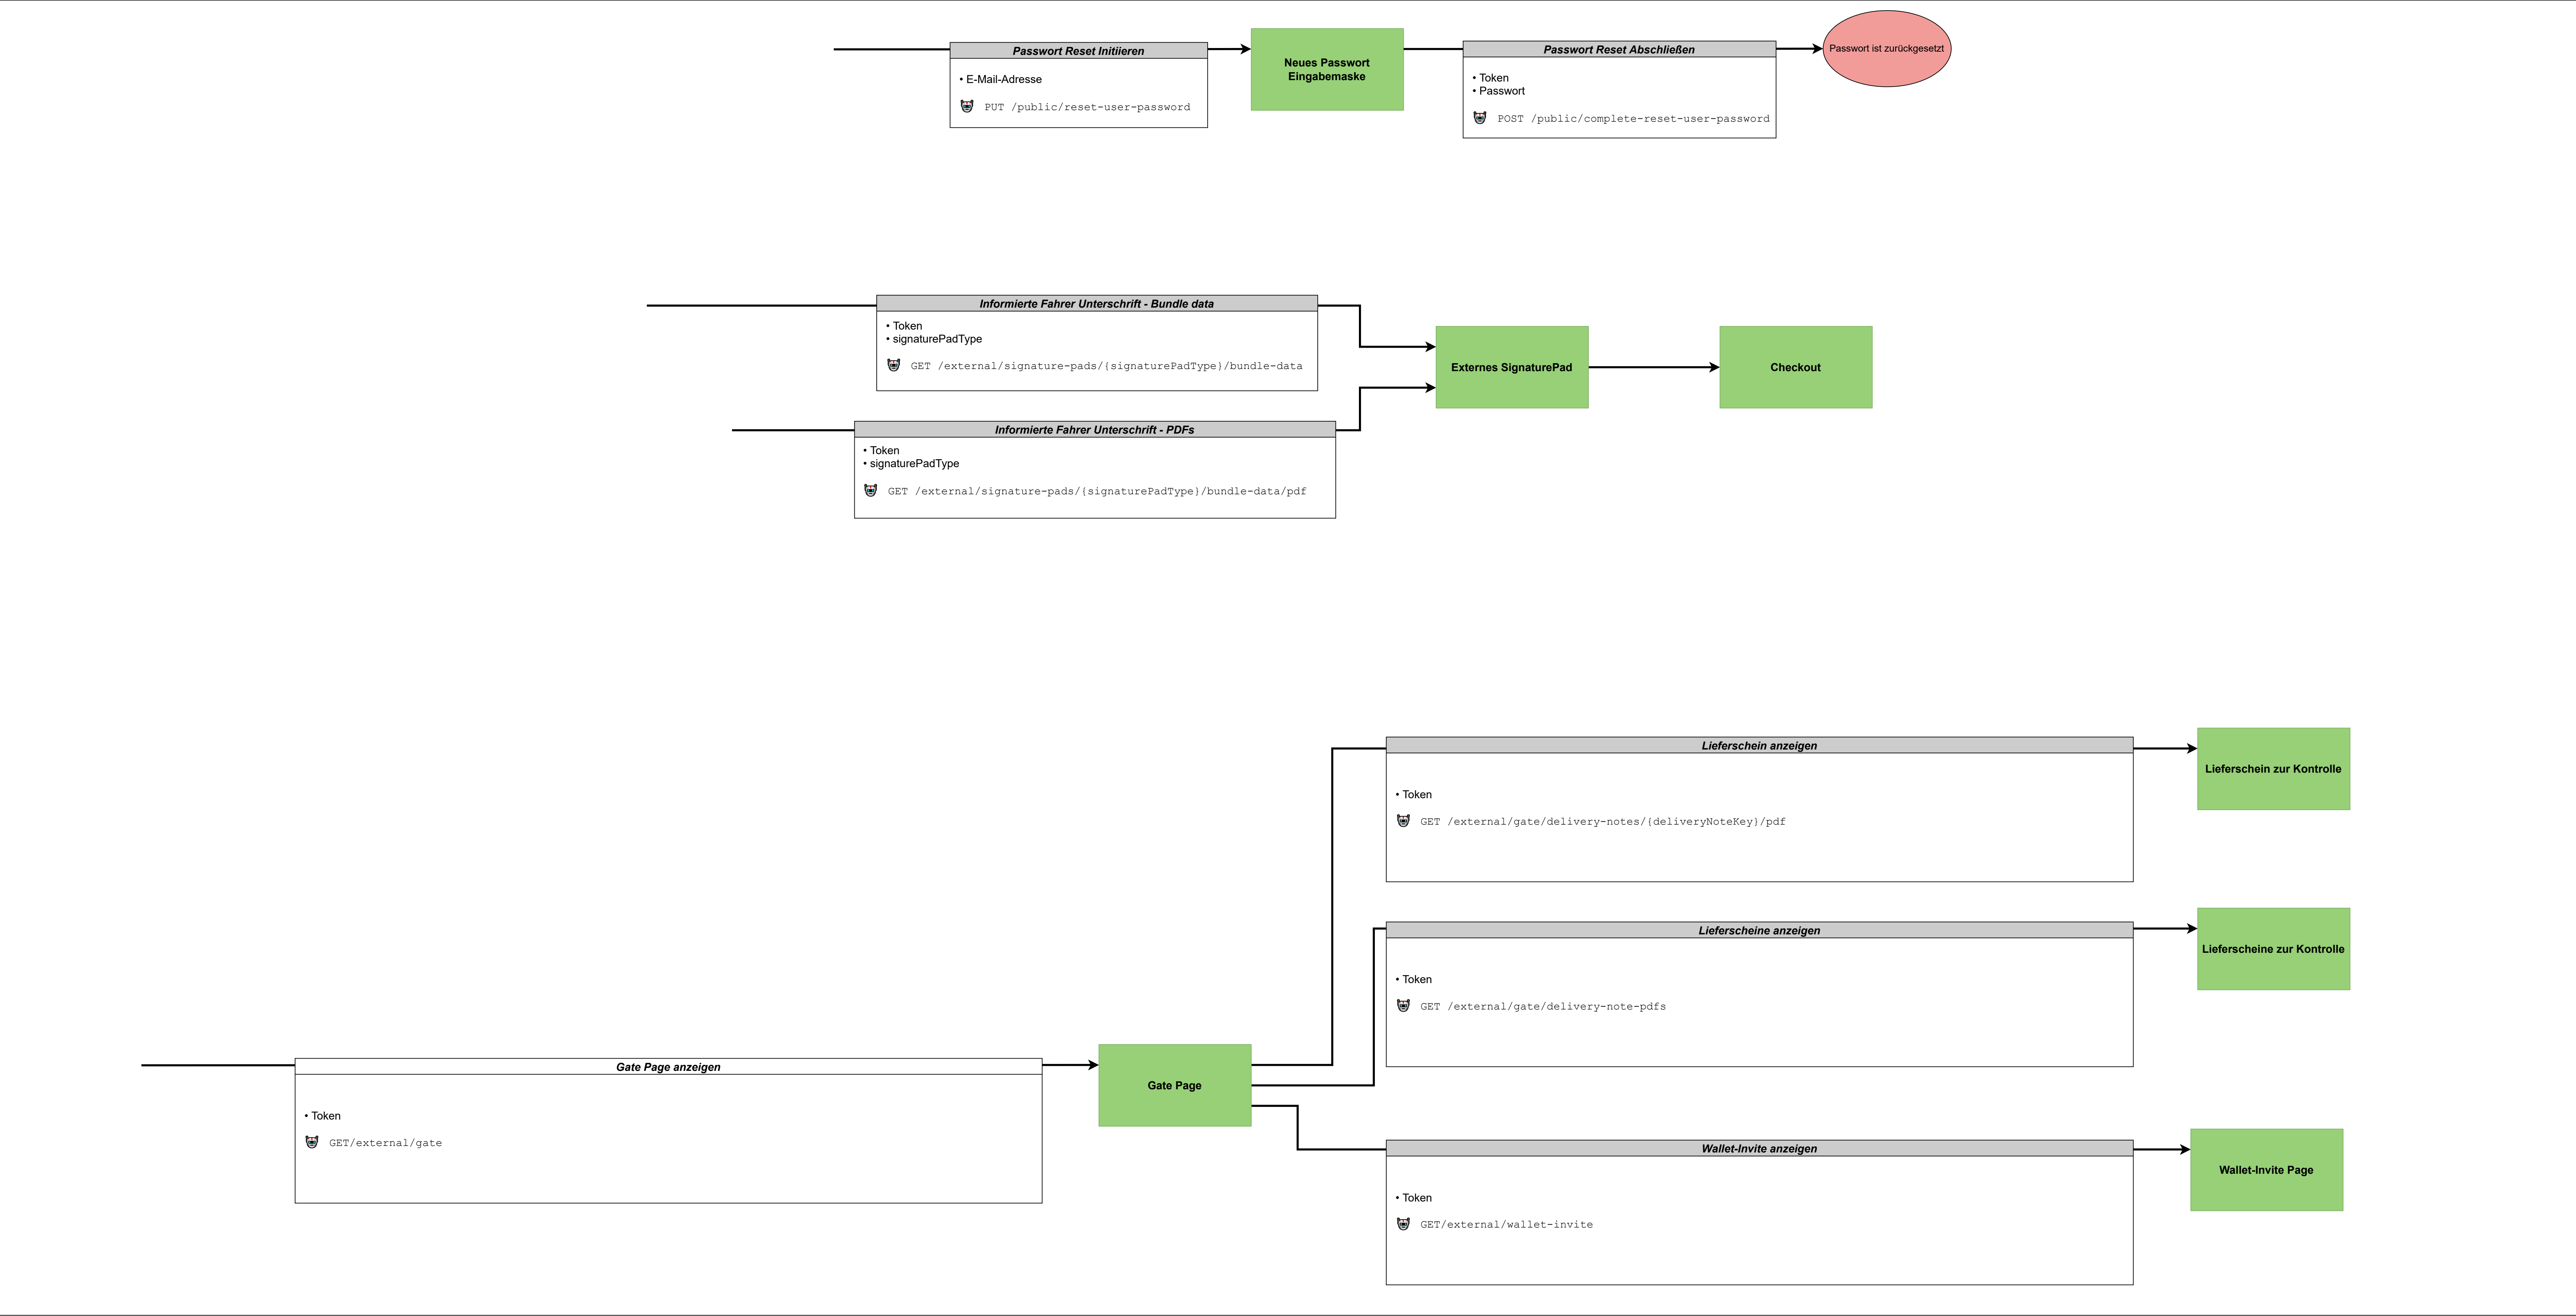 Passwort Reset Initiieren
• E-Mail-Adresse
PUT /public/reset-user-password
Neues Passwort
Eingabemaske
Passwort Reset Abschließen
• Token
• Passwort
POST /public/complete-reset-user-password
Passwort ist zurückgesetzt
Informierte Fahrer Unterschrift - Bundle data
• Token
• signaturePadType
GET /external/signature-pads/{signaturePadType}/bundle-data
Informierte Fahrer Unterschrift - PDFs
• Token
• signaturePadType
GET /external/signature-pads/{signaturePadType}/bundle-data/pdf
Externes SignaturePad
Checkout
Gate Page anzeigen
• Token
GET/external/gate
Gate Page
Lieferschein anzeigen
• Token
GET /external/gate/delivery-notes/{deliveryNoteKey}/pdf
Lieferschein zur Kontrolle
Lieferscheine anzeigen
• Token
GET /external/gate/delivery-note-pdfs
Lieferscheine zur Kontrolle
Wallet-Invite anzeigen
• Token
GET/external/wallet-invite
Wallet-Invite Page